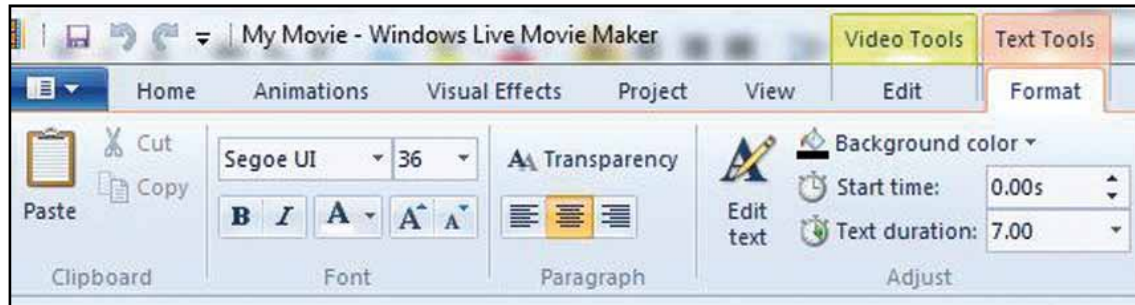 My Movie - Windows Live Movie Maker Video Tools Text Tools
Home Animations Visual Effects Project View Edit Format
Paste Cut Copy
Segoe UI 36
B I A A A
Clipboard Font
Transparency
Paragraph
Edit text
Background color
Start time: 0.00s
Text duration: 7.00
Adjust